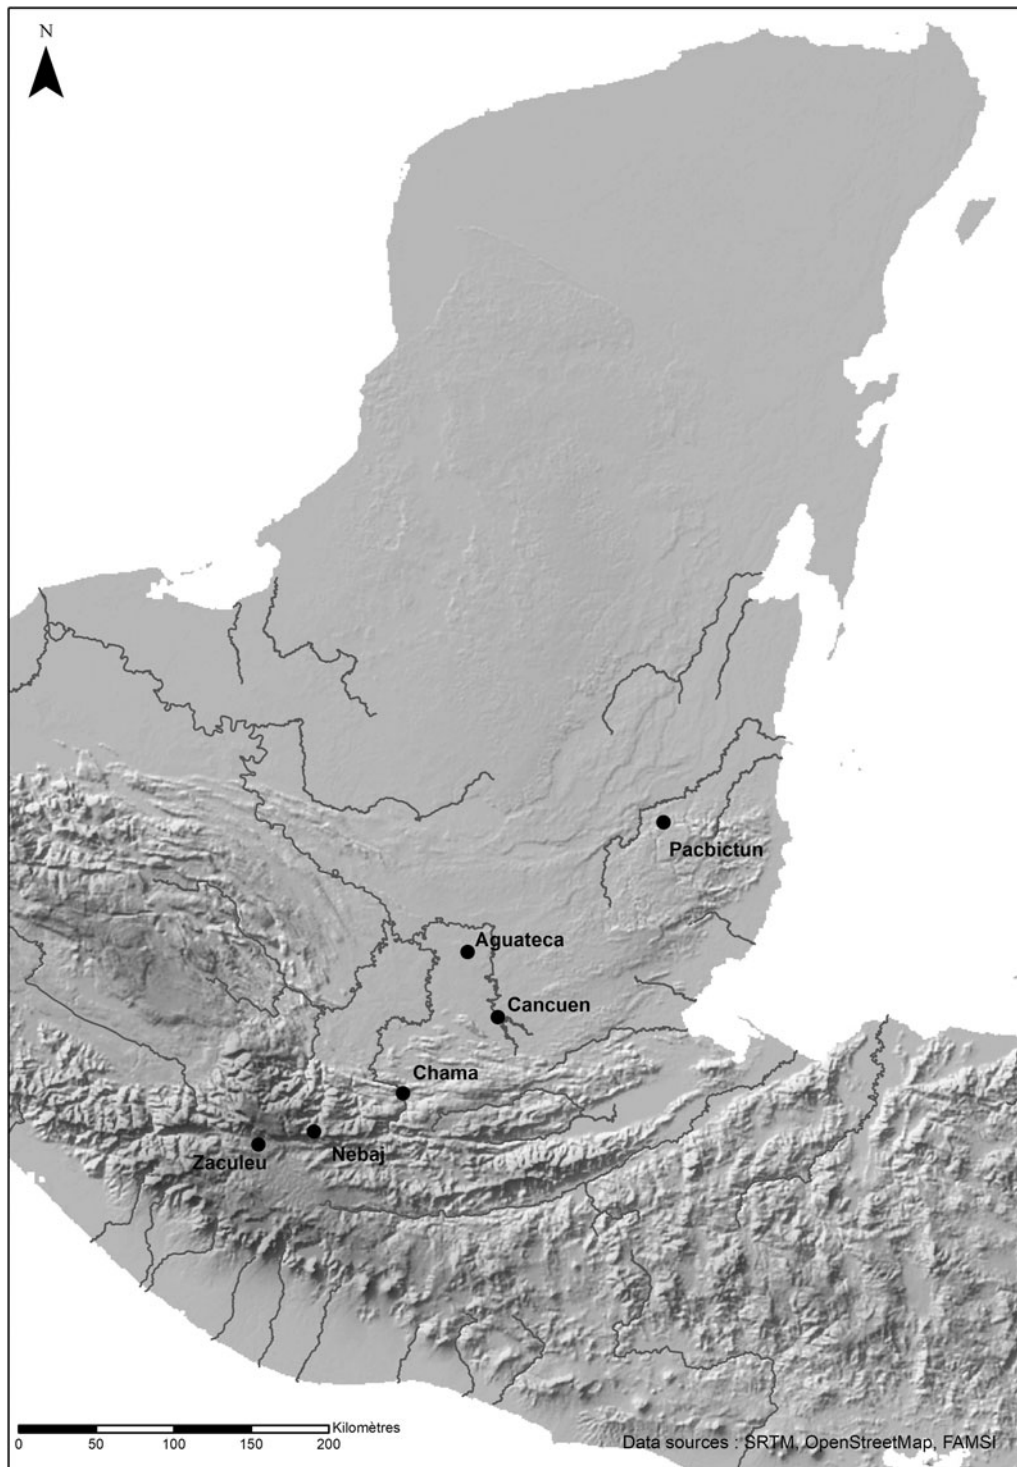 N
Pacbictun
Aguateca
Cancuen
Chama
Nebaj
Zaculeu
Kilomètres
0 50 100 150 200
Data sources : SRTM, OpenStreetMap, FAMSI